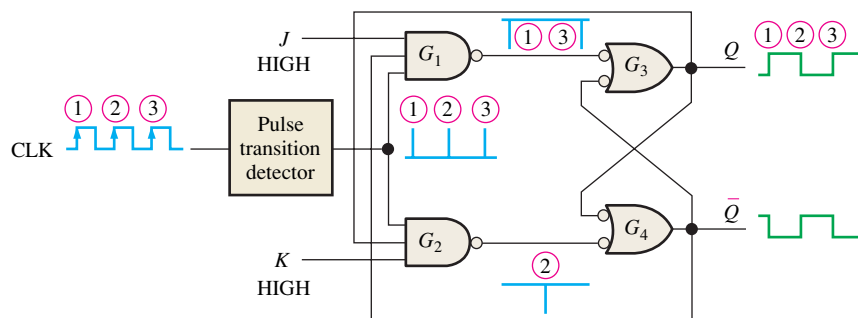 J
HIGH
G1
① ③
G3
Q
① ② ③
① ② ③
CLK
Pulse
transition
detector
① ② ③
K
HIGH
G2
②
G4
Q̄